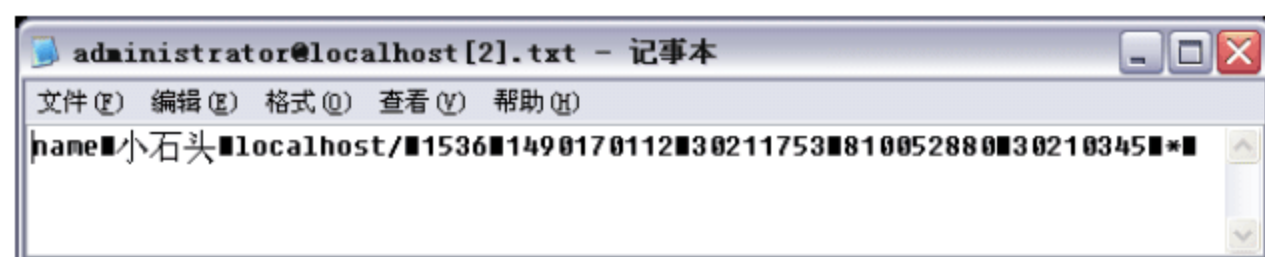 administrator@localhost[2].txt - 记事本
文件(F) 编辑(E) 格式(O) 查看(V) 帮助(H)
name■小石头■localhost/■1536■1490170112■30211753■810052880■30210345■*■